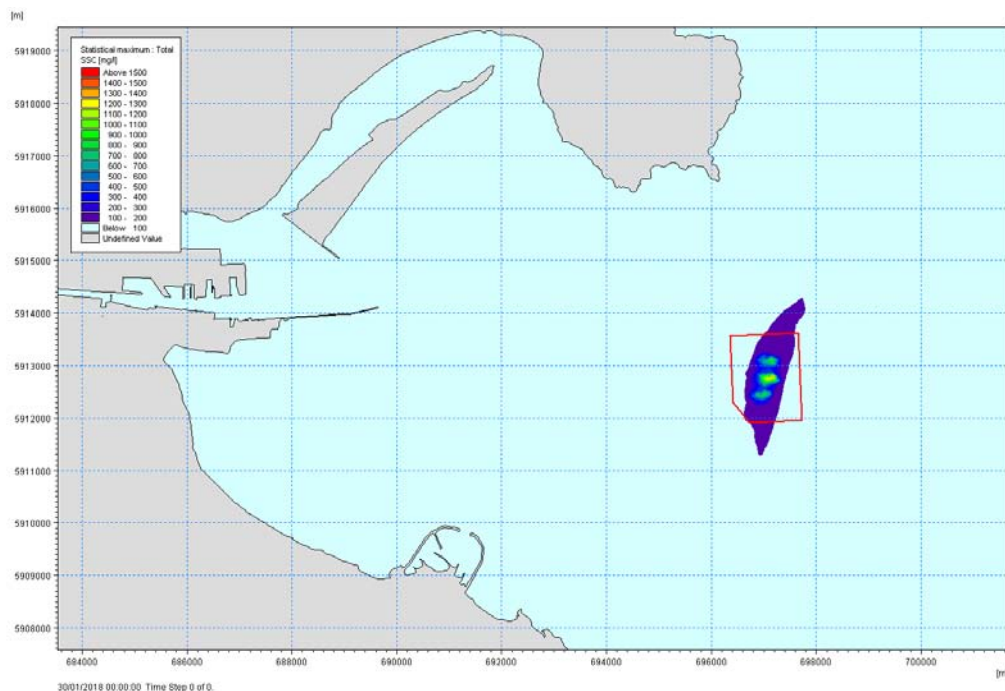 [m]
5919000
5918000
5917000
5916000
5915000
5914000
5913000
5912000
5911000
5910000
5909000
5908000
Statistical maximum : Total
SSC [mg/l]
Above 1500
1400 - 1500
1300 - 1400
1200 - 1300
1100 - 1200
1000 - 1100
900 - 1000
800 - 900
700 - 800
600 - 700
500 - 600
400 - 500
300 - 400
200 - 300
100 - 200
Below 100
Undefined Value
684000 686000 688000 690000 692000 694000 696000 698000 700000
[m
30/01/2018 00:00:00 Time Step 0 of 0.